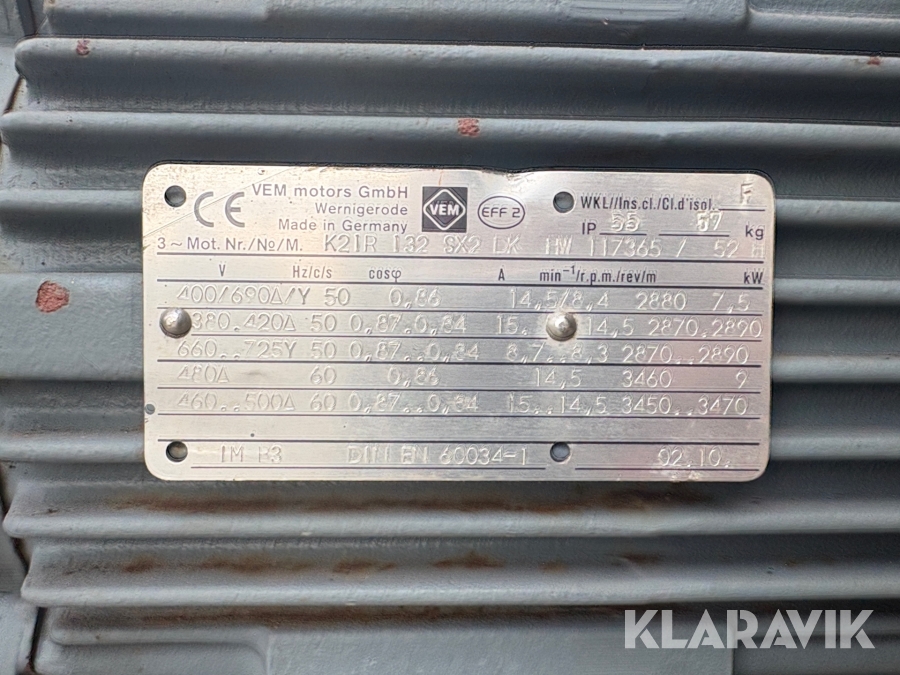 CE VEM motors GmbH VEM EFF 2 WKL//Ins.cl./Cl.d'isol. F
Wernigerode
Made in Germany IP 55 57 kg
3~Mot. Nr./No/M. K21R 132 SX2 HW 117365 / 52 H
V Hz/c/s cosφ A min⁻¹/r.p.m./rev/m kW
400/690Δ/Y 50 0,86 14,5/8,4 2880 7,5
380.420Δ 50 0,87.0,84 15. 14,5 2870.2890
660..725Y 50 0,87..0,84 8,7..8,3 2870..2890
480Δ 60 0,86 14,5 3460 9
460..500Δ 60 0,87..0,84 15..14,5 3450..3470
IM B3 DIN EN 60034-1 02.10.
KLARAVIK